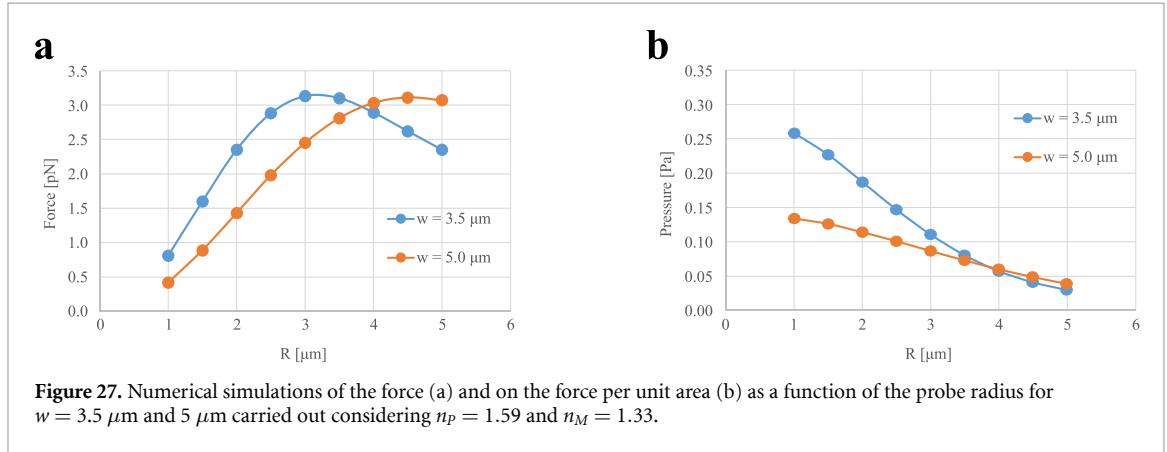 a
3.5
3.0
2.5
2.0
1.5
1.0
0.5
0.0
Force [pN]
w = 3.5 μm
w = 5.0 μm
0 1 2 3 4 5 6
R [μm]
b
0.35
0.30
0.25
0.20
0.15
0.10
0.05
0.00
Pressure [Pa]
w = 3.5 μm
w = 5.0 μm
0 1 2 3 4 5 6
R [μm]
Figure 27. Numerical simulations of the force (a) and on the force per unit area (b) as a function of the probe radius for
w = 3.5 μm and 5 μm carried out considering nP = 1.59 and nM = 1.33.